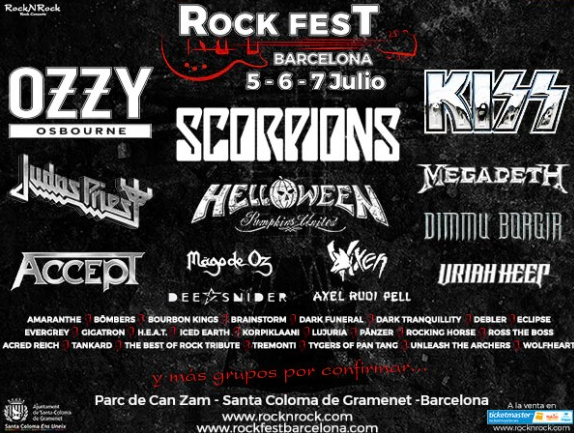 RockNRock
Rock Concerts
ROCK FEST
BARCELONA
5 - 6 - 7 Julio
OZZY
OSBOURNE
SCORPIONS
KISS
Judas Priest
HELLOWEEN
Pumpkins United
MEGADETH
DIMMU BORGIR
ACCEPT
Mägo de Oz
Vixen
URIAH HEEP
DEE SNIDER
AXEL RUDI PELL
AMARANTHE BÖMBERS BOURBON KINGS BRAINSTORM DARK FUNERAL DARK TRANQUILLITY DEBLER ECLIPSE
EVERGREY GIGATRON H.E.A.T. ICED EARTH KORPIKLAANI LUJURIA PÄNZER ROCKING HORSE ROSS THE BOSS
ACRED REICH TANKARD THE BEST OF ROCK TRIBUTE TREMONTI TYGERS OF PAN TANG UNLEASH THE ARCHERS WOLFHEART
y más grupos por confirmar...
Parc de Can Zam - Santa Coloma de Gramenet -Barcelona
www.rocknrock.com
www.rockfestbarcelona.com
Ajuntament
de Santa Coloma
de Gramenet
Santa Coloma Ens Uneix
A la venta en
ticketmaster